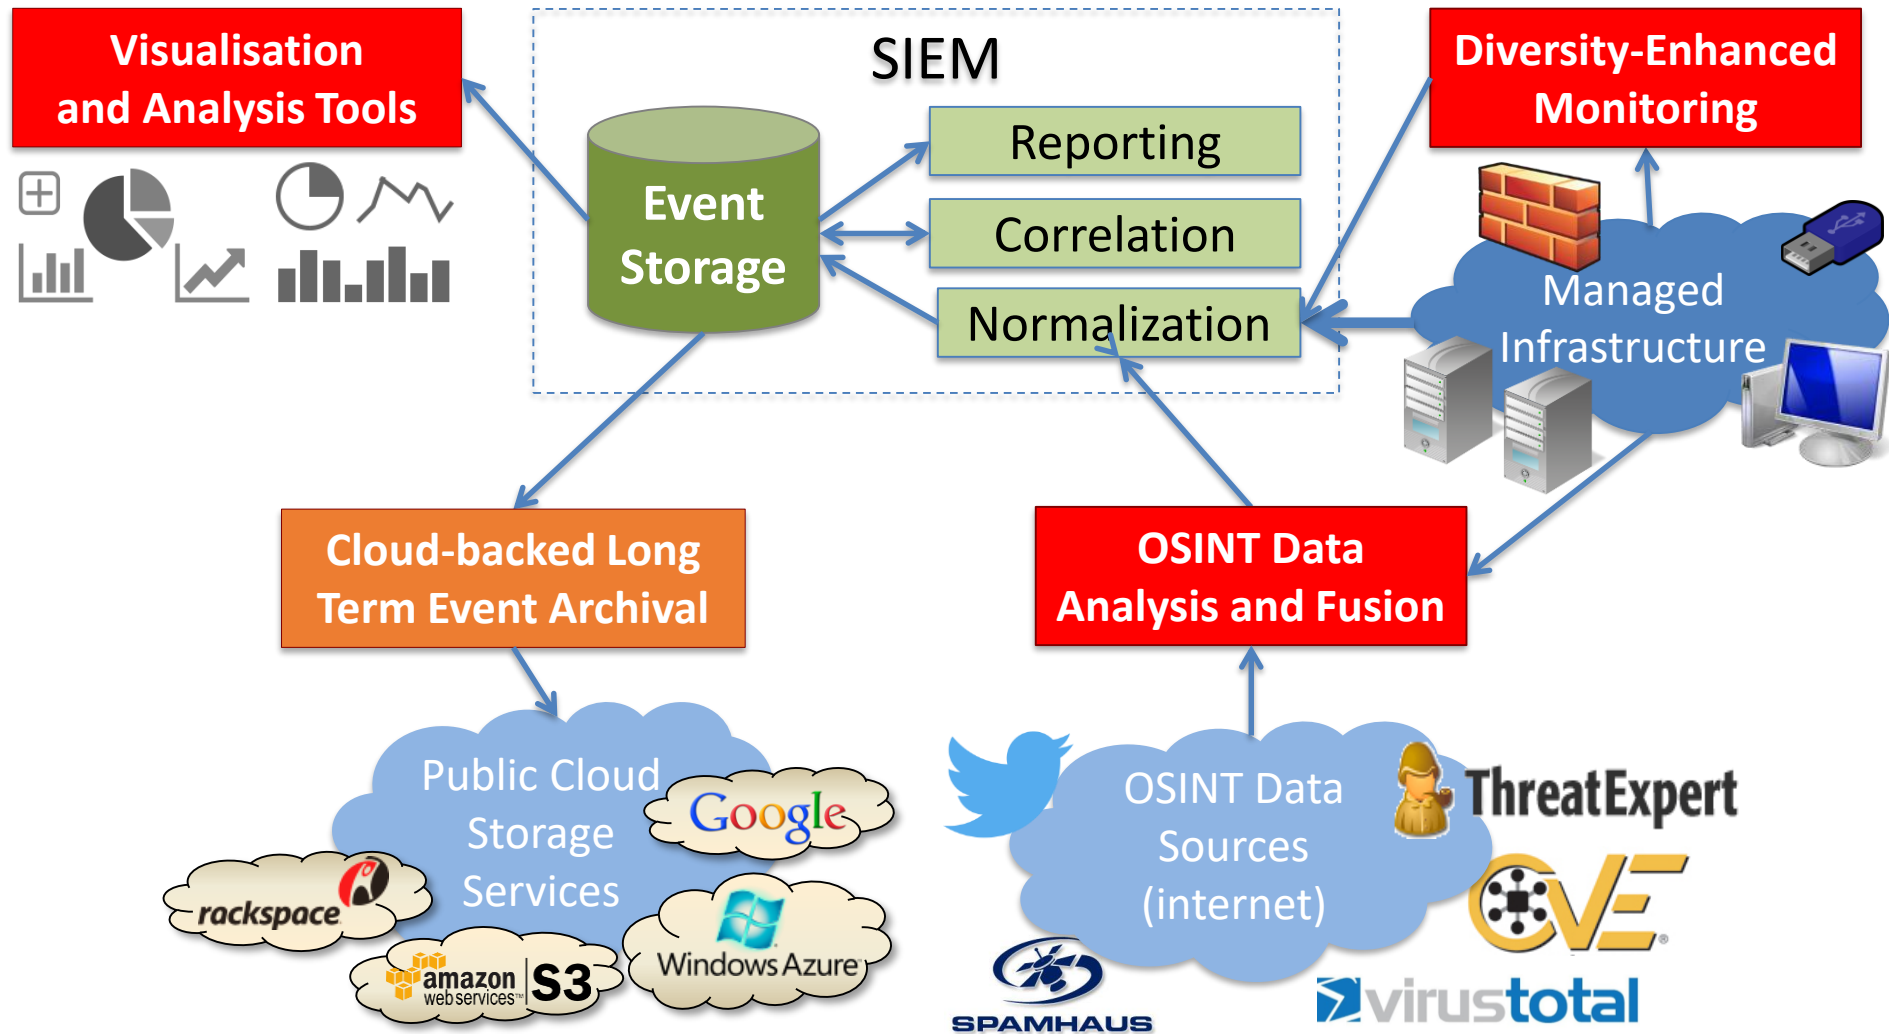 Visualisation
and Analysis Tools
SIEM
Event
Storage
Reporting
Correlation
Normalization
Diversity-Enhanced
Monitoring
Managed
Infrastructure
Cloud-backed Long
Term Event Archival
OSINT Data
Analysis and Fusion
Public Cloud
Storage
Services
Google
rackspace
amazon
webservices™
S3
Windows Azure
OSINT Data
Sources
(internet)
ThreatExpert
CVE®
SPAMHAUS
virustotal